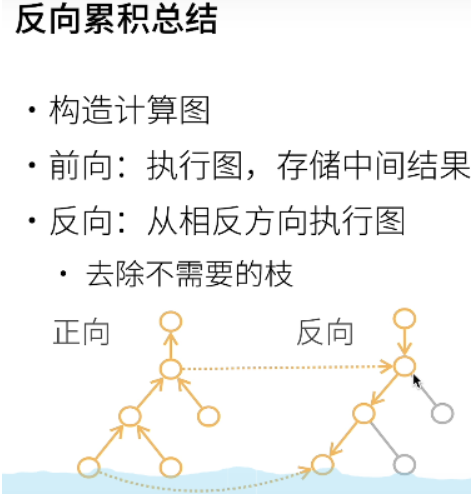 反向累积总结
• 构造计算图
• 前向：执行图，存储中间结果
• 反向：从相反方向执行图
• 去除不需要的枝
正向 反向